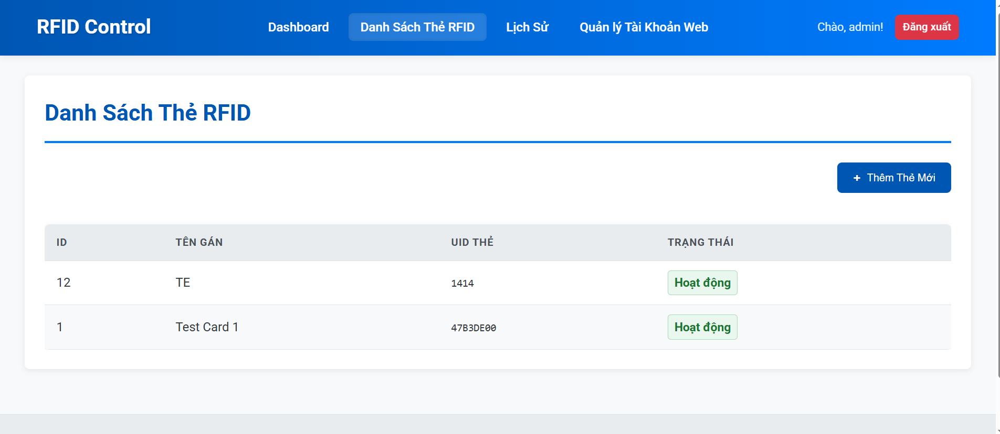 RFID Control Dashboard Danh Sách Thẻ RFID Lịch Sử Quản lý Tài Khoản Web Chào, admin! Đăng xuất
Danh Sách Thẻ RFID
+ Thêm Thẻ Mới
ID TÊN GÁN UID THẺ TRẠNG THÁI
12 TE 1414 Hoạt động
1 Test Card 1 47B3DE00 Hoạt động